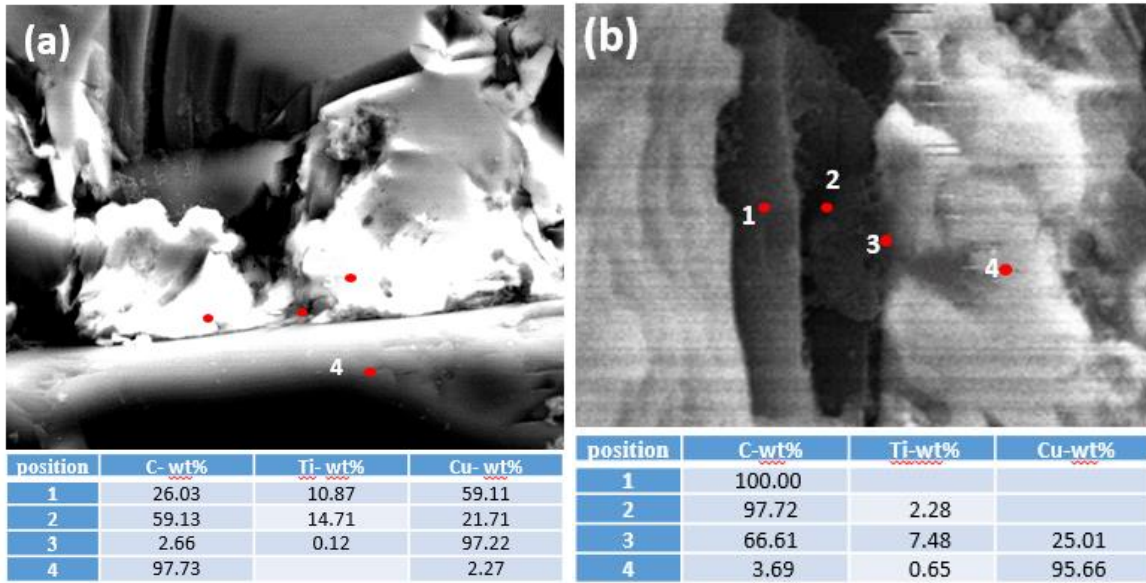 (a)
4
position C- wt% Ti- wt% Cu- wt%
1 26.03 10.87 59.11
2 59.13 14.71 21.71
3 2.66 0.12 97.22
4 97.73 2.27
(b)
2
1
3
4
position C-wt% Ti-wt% Cu-wt%
1 100.00
2 97.72 2.28
3 66.61 7.48 25.01
4 3.69 0.65 95.66